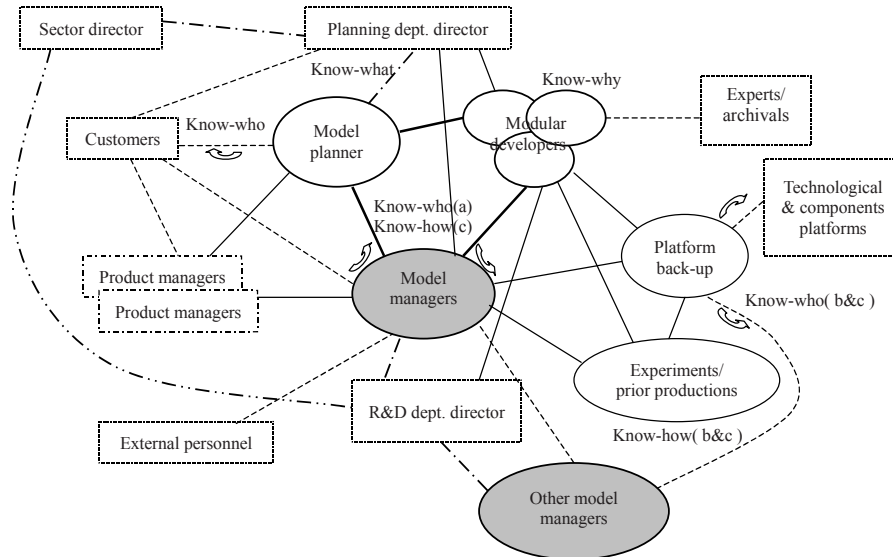 Sector director
Planning dept. director
Know-what
Know-why
Experts/
archivals
Customers
Know-who
Model
planner
Modular
developers
Technological
& components
platforms
Know-who(a)
Know-how(c)
Platform
back-up
Product managers
Product managers
Model
managers
Know-who( b&c )
Experiments/
prior productions
R&D dept. director
External personnel
Know-how( b&c )
Other model
managers